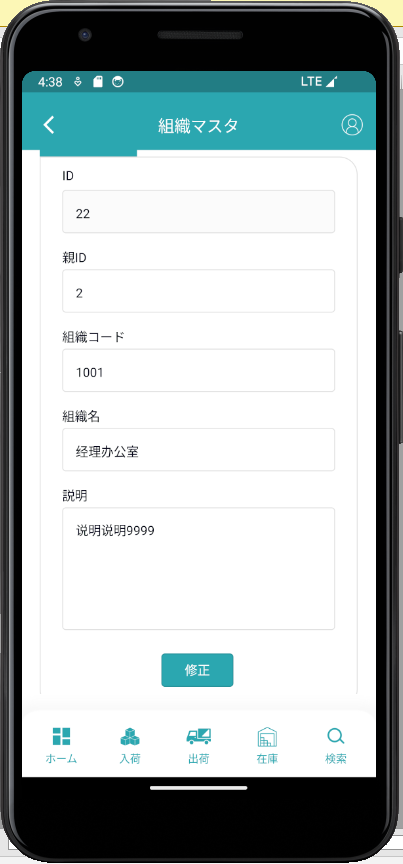 4:38
LTE
組織マスタ
ID
22
親ID
2
組織コード
1001
組織名
经理办公室
説明
说明说明9999
修正
ホーム
入荷
出荷
在庫
検索